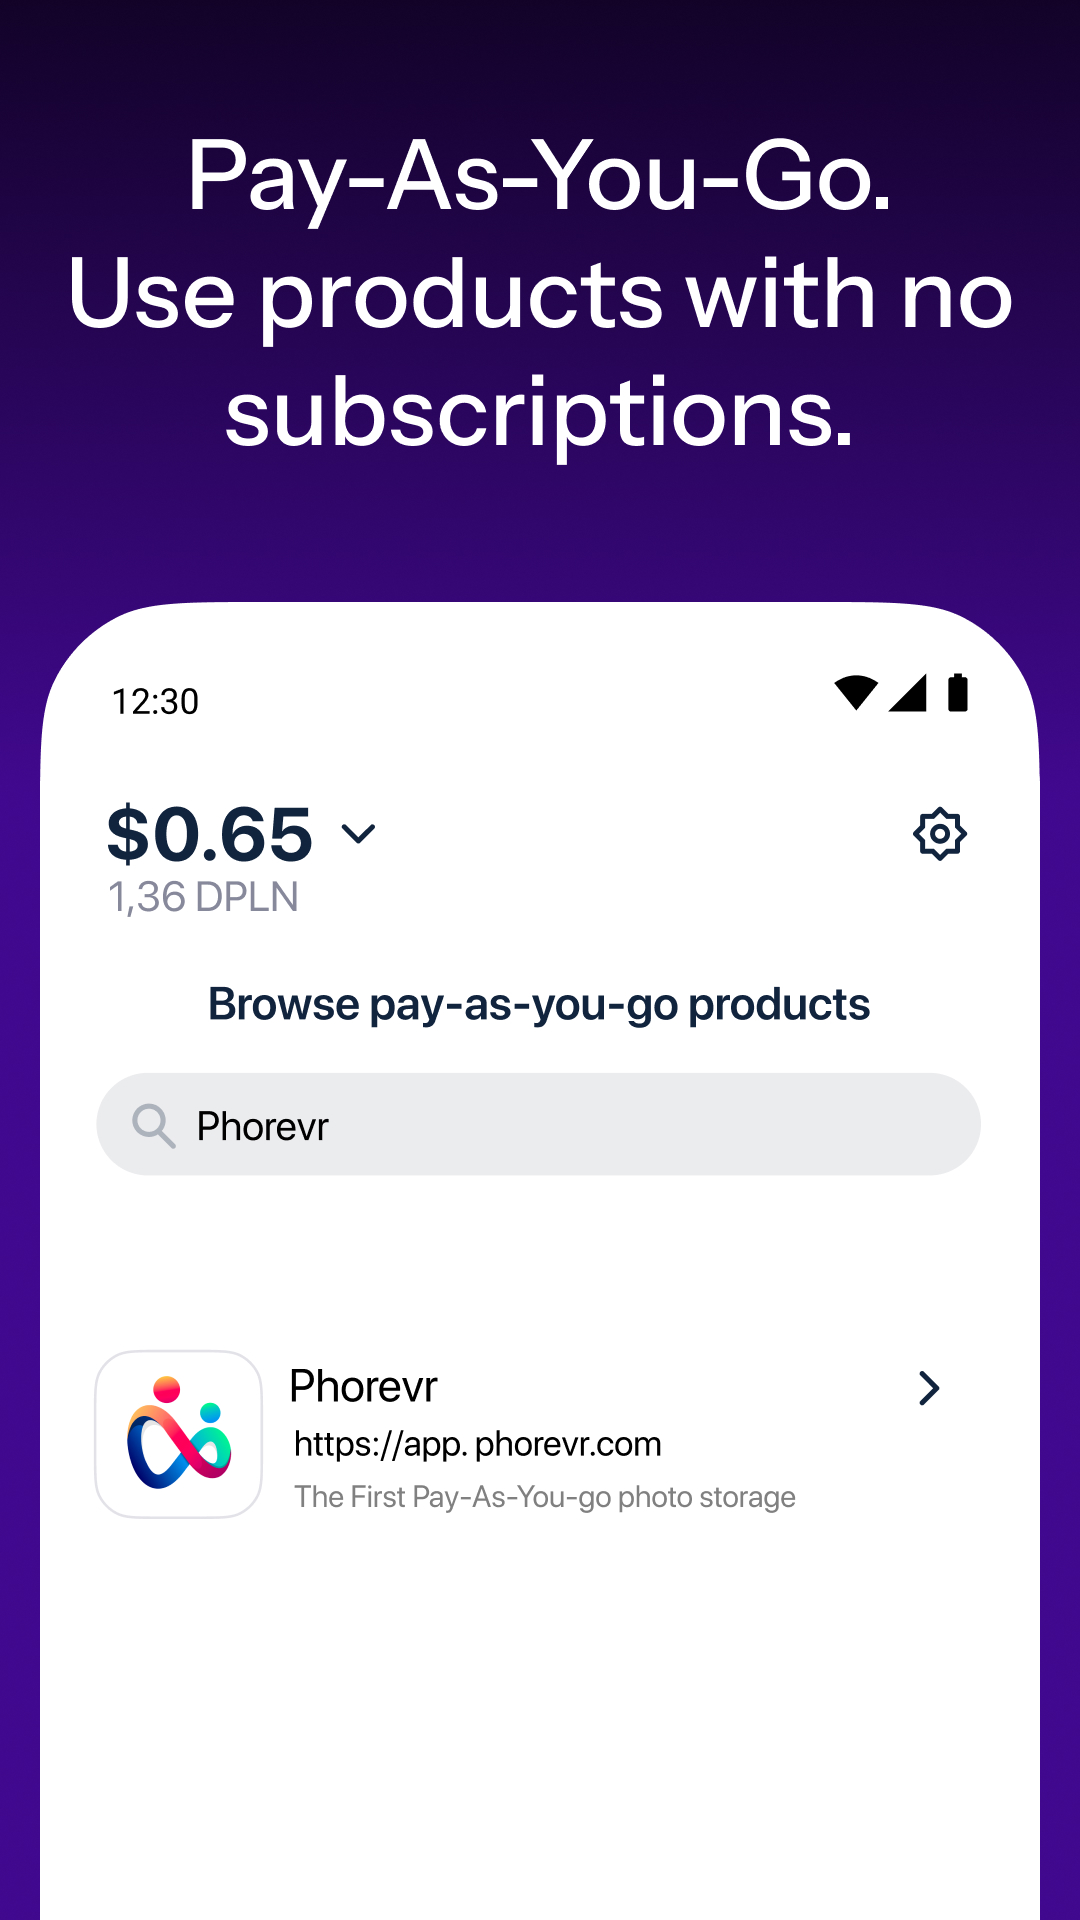 Pay-As-You-Go.
Use products with no
subscriptions.
12:30
$0.65
1,36 DPLN
Browse pay-as-you-go products
Phorevr
Phorevr
https://app. phorevr.com
The First Pay-As-You-go photo storage